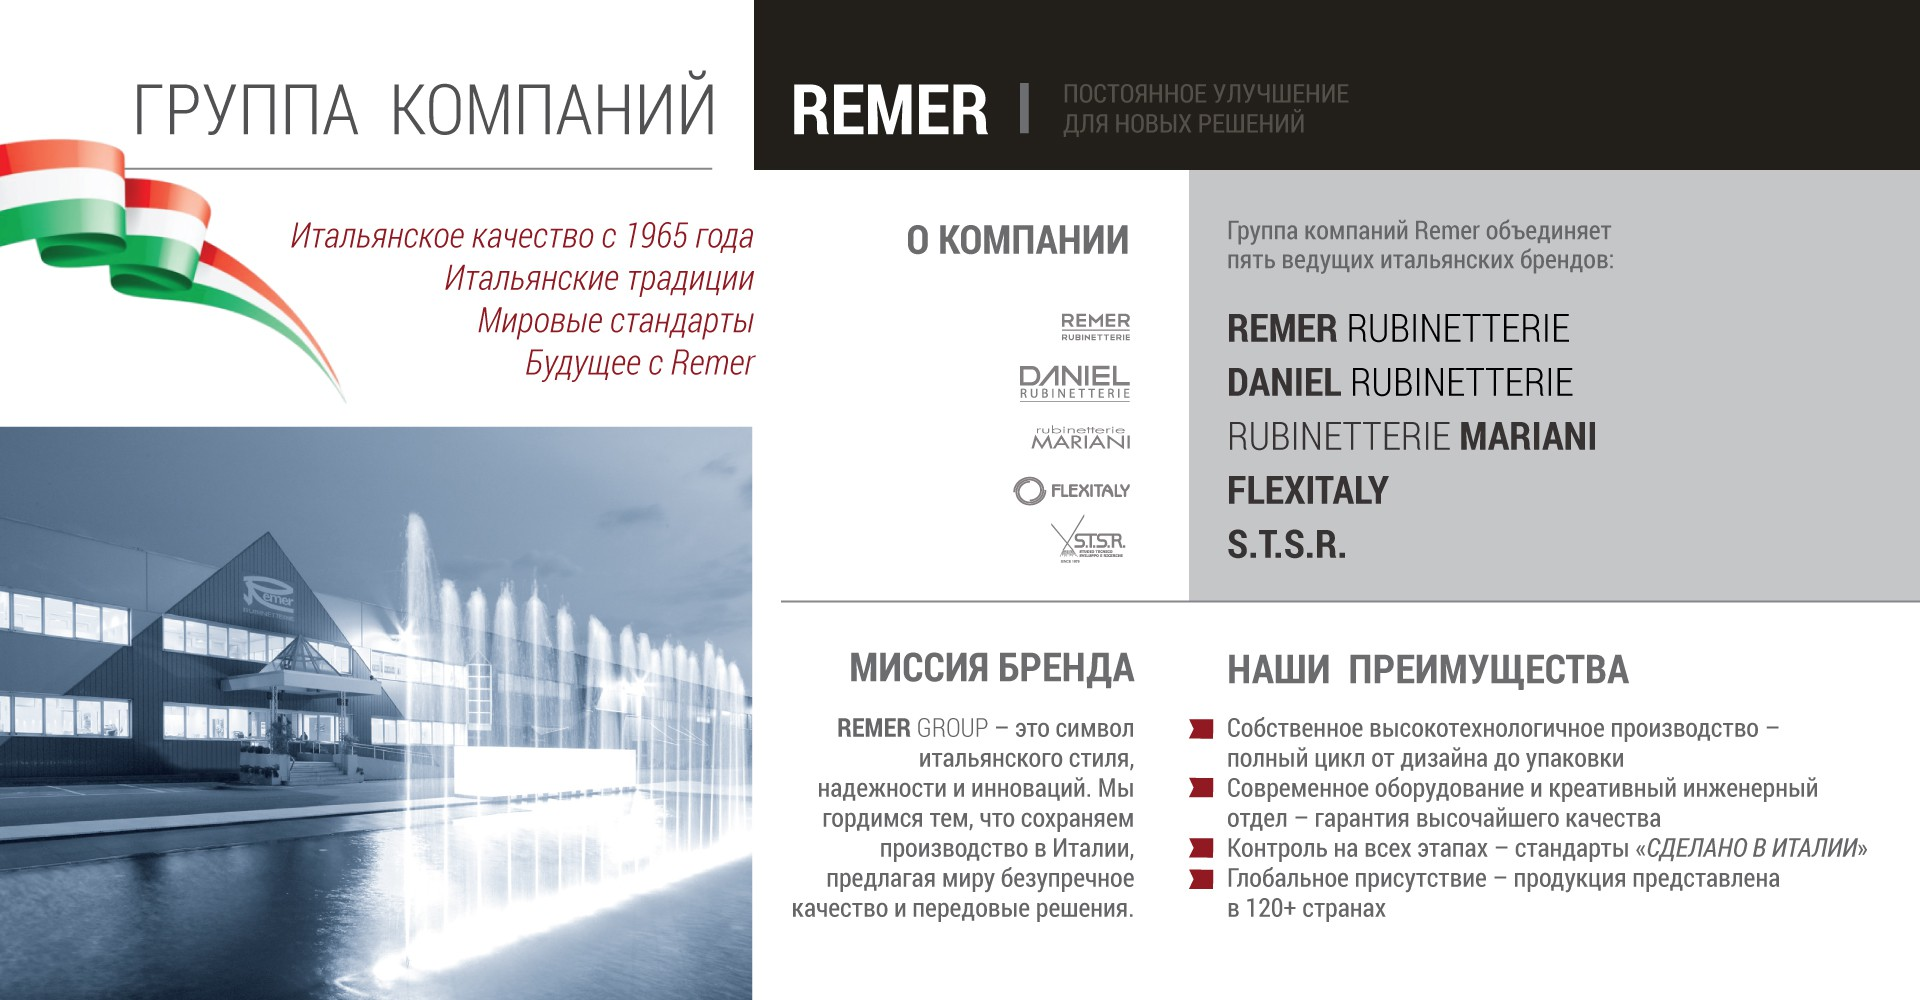 ГРУППА КОМПАНИЙ
REMER
ПОСТОЯННОЕ УЛУЧШЕНИЕ
ДЛЯ НОВЫХ РЕШЕНИЙ
Итальянское качество с 1965 года
Итальянские традиции
Мировые стандарты
Будущее с Remer
Remer
О КОМПАНИИ
REMER
RUBINETTERIE
DANIEL
RUBINETTERIE
rubinetterie
MARIANI
FLEXITALY
S.T.S.R.
Группа компаний Remer объединяет
пять ведущих итальянских брендов:
REMER RUBINETTERIE
DANIEL RUBINETTERIE
RUBINETTERIE MARIANI
FLEXITALY
S.T.S.R.
МИССИЯ БРЕНДА
REMER GROUP – это символ
итальянского стиля,
надежности и инноваций. Мы
гордимся тем, что сохраняем
производство в Италии,
предлагая миру безупречное
качество и передовые решения.
НАШИ ПРЕИМУЩЕСТВА
Собственное высокотехнологичное производство –
полный цикл от дизайна до упаковки
Современное оборудование и креативный инженерный
отдел – гарантия высочайшего качества
Контроль на всех этапах – стандарты «СДЕЛАНО В ИТАЛИИ»
Глобальное присутствие – продукция представлена
в 120+ странах